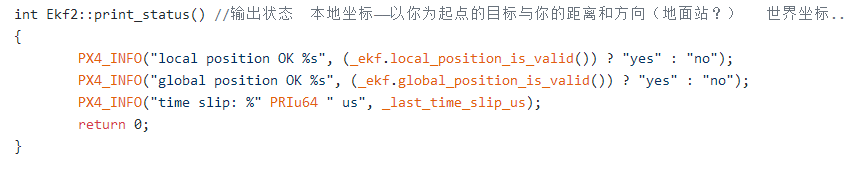 int Ekf2::print_status() //输出状态  本地坐标——以你为起点的目标与你的距离和方向（地面站？）   世界坐标..
{
        PX4_INFO("local position OK %s", (_ekf.local_position_is_valid()) ? "yes" : "no");
        PX4_INFO("global position OK %s", (_ekf.global_position_is_valid()) ? "yes" : "no");
        PX4_INFO("time slip: %" PRIu64 " us", _last_time_slip_us);
        return 0;
}